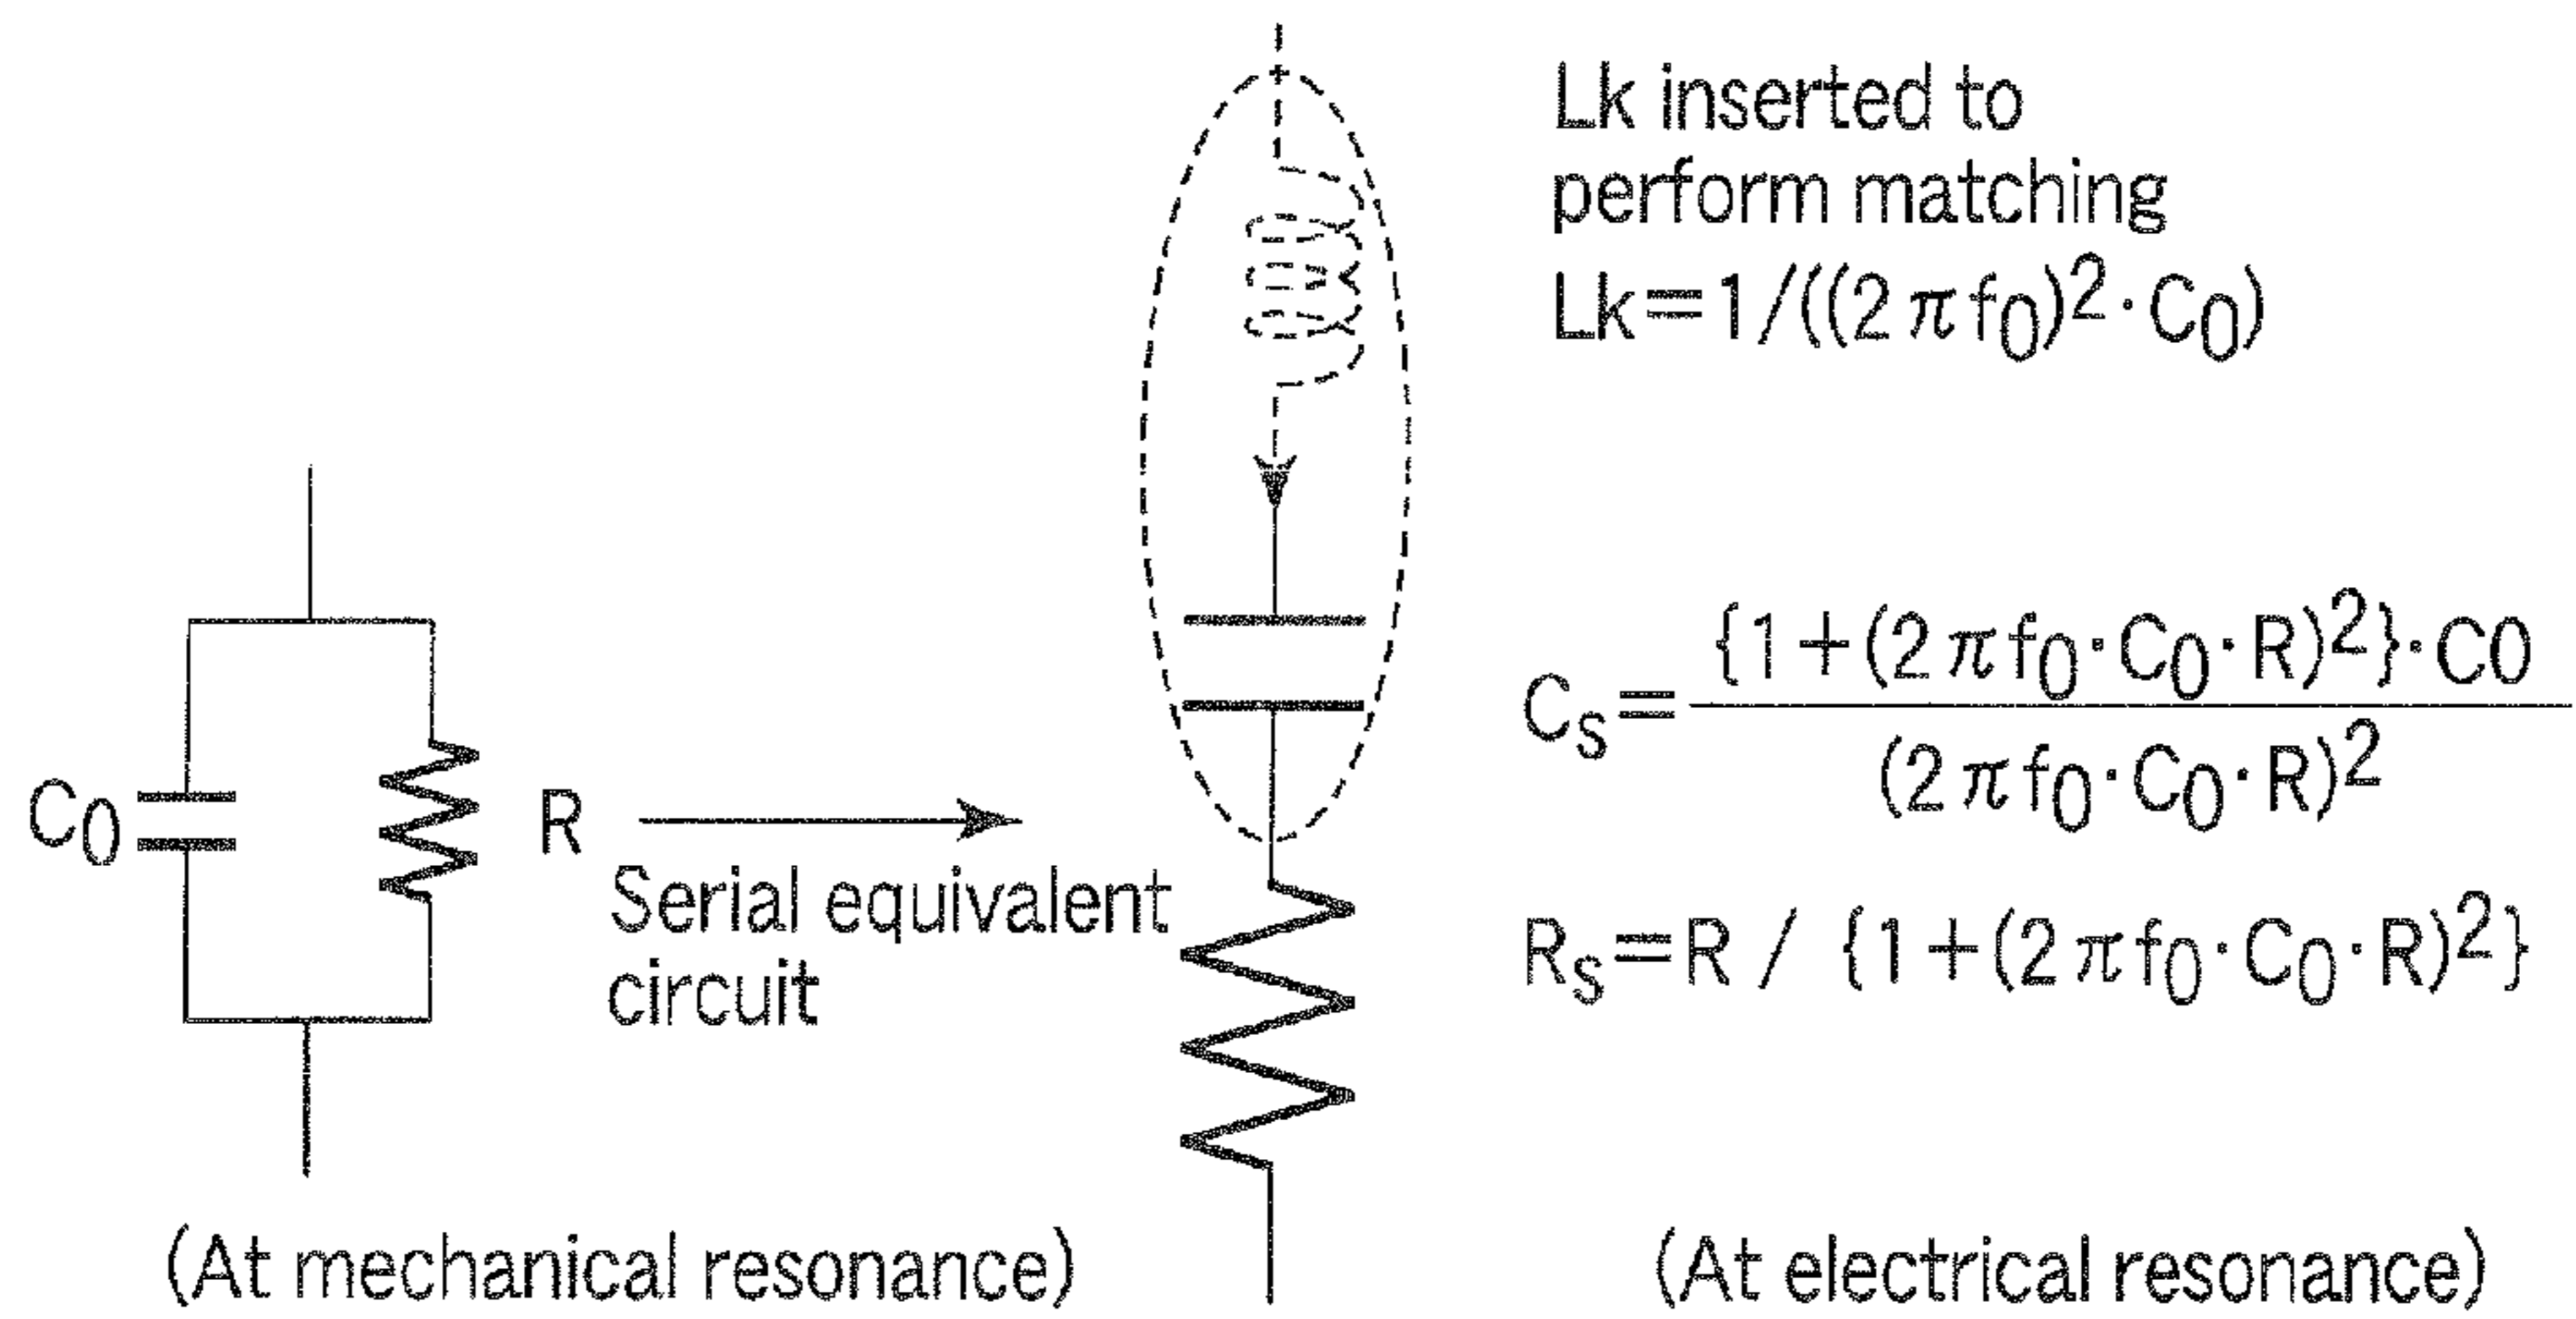 Lk inserted to
perform matching
Lk=1/((2πf₀)²·C₀)
C₀
R
Serial equivalent
circuit
Cₛ={1+(2πf₀·C₀·R)²}·C0
(2πf₀·C₀·R)²
Rₛ=R / {1+(2πf₀·C₀·R)²}
(At mechanical resonance)
(At electrical resonance)